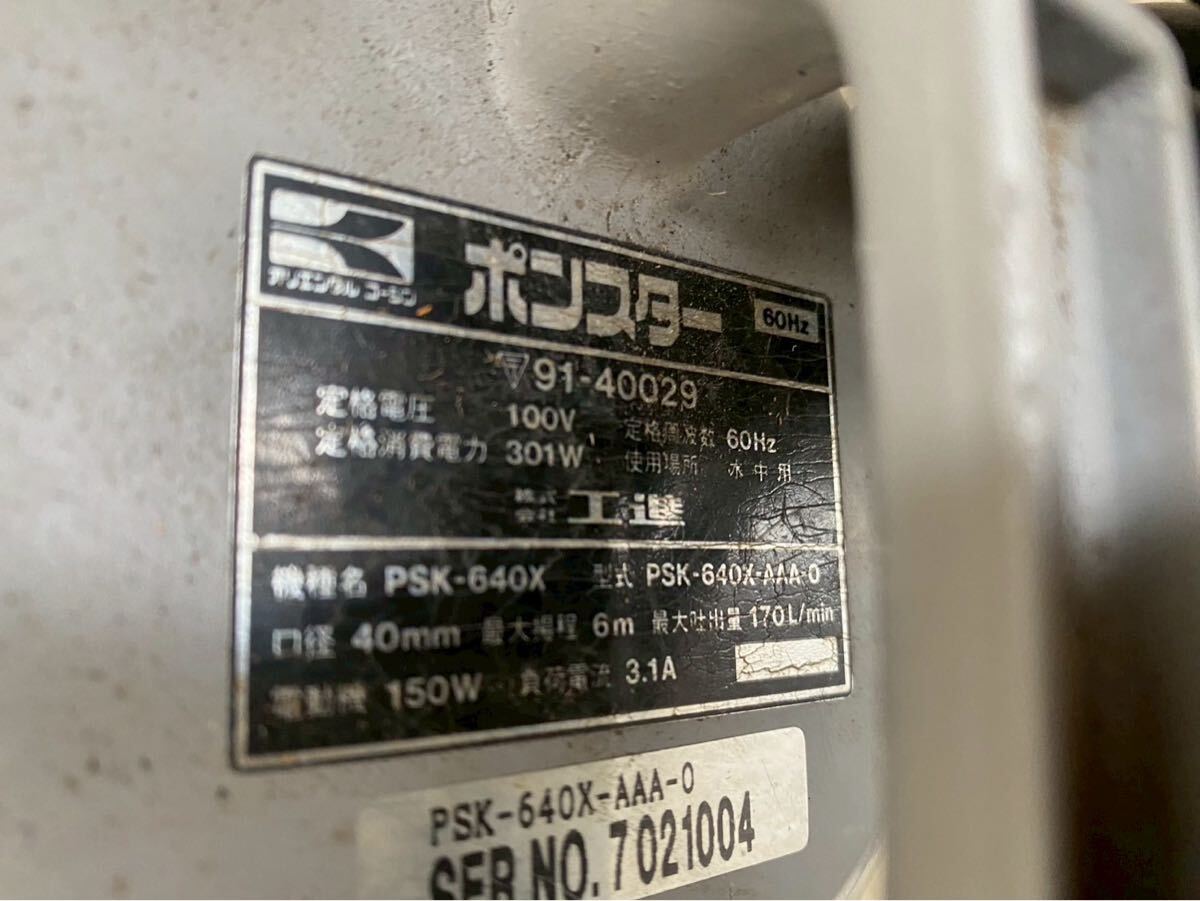 オリエンタル コーシン
ポンスター
60Hz
91-40029
定格電圧 100V
定格周波数 60Hz
定格消費電力 301W
使用場所 水中用
株式会社 工進
機種名 PSK-640X 型式 PSK-640X-AAA-0
口径 40mm 最大揚程 6m 最大吐出量 170L/min
電動機 150W 負荷電流 3.1A
PSK-640X-AAA-0
SER NO. 7021004